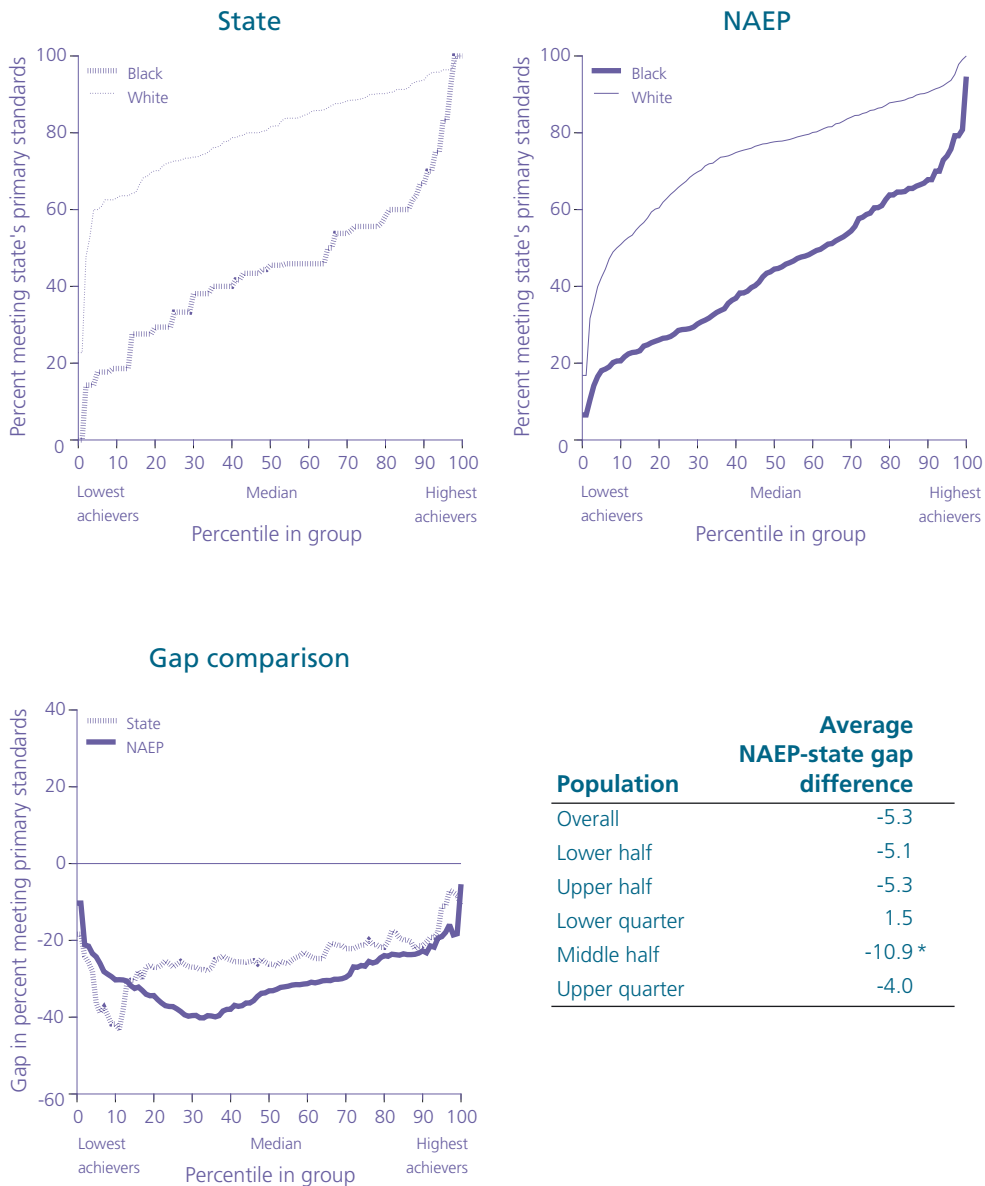 State
Percent meeting state's primary standards
100
80
60
40
20
0
Black
White
0 10 20 30 40 50 60 70 80 90 100
Lowest achievers
Median
Highest achievers
Percentile in group
NAEP
Percent meeting state's primary standards
100
80
60
40
20
0
Black
White
0 10 20 30 40 50 60 70 80 90 100
Lowest achievers
Median
Highest achievers
Percentile in group
Gap comparison
Gap in percent meeting primary standards
40
20
0
-20
-40
-60
State
NAEP
0 10 20 30 40 50 60 70 80 90 100
Lowest achievers
Median
Highest achievers
Percentile in group
Average
NAEP-state gap
Population difference
Overall -5.3
Lower half -5.1
Upper half -5.3
Lower quarter 1.5
Middle half -10.9 *
Upper quarter -4.0